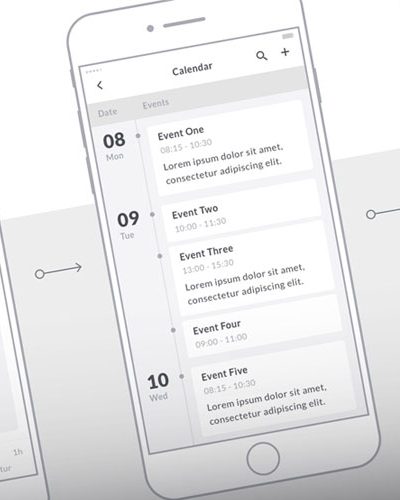 Calendar
Date Events
08
Mon
Event One
08:15 - 10:30
Lorem ipsum dolor sit amet,
consectetur adipiscing elit.
09
Tue
Event Two
10:00 - 11:30
Event Three
13:00 - 15:30
Lorem ipsum dolor sit amet,
consectetur adipiscing elit.
Event Four
09:00 - 11:00
10
Wed
Event Five
08:15 - 10:30
Lorem ipsum dolor sit amet,
consectetur adipiscing elit.
1h
tur